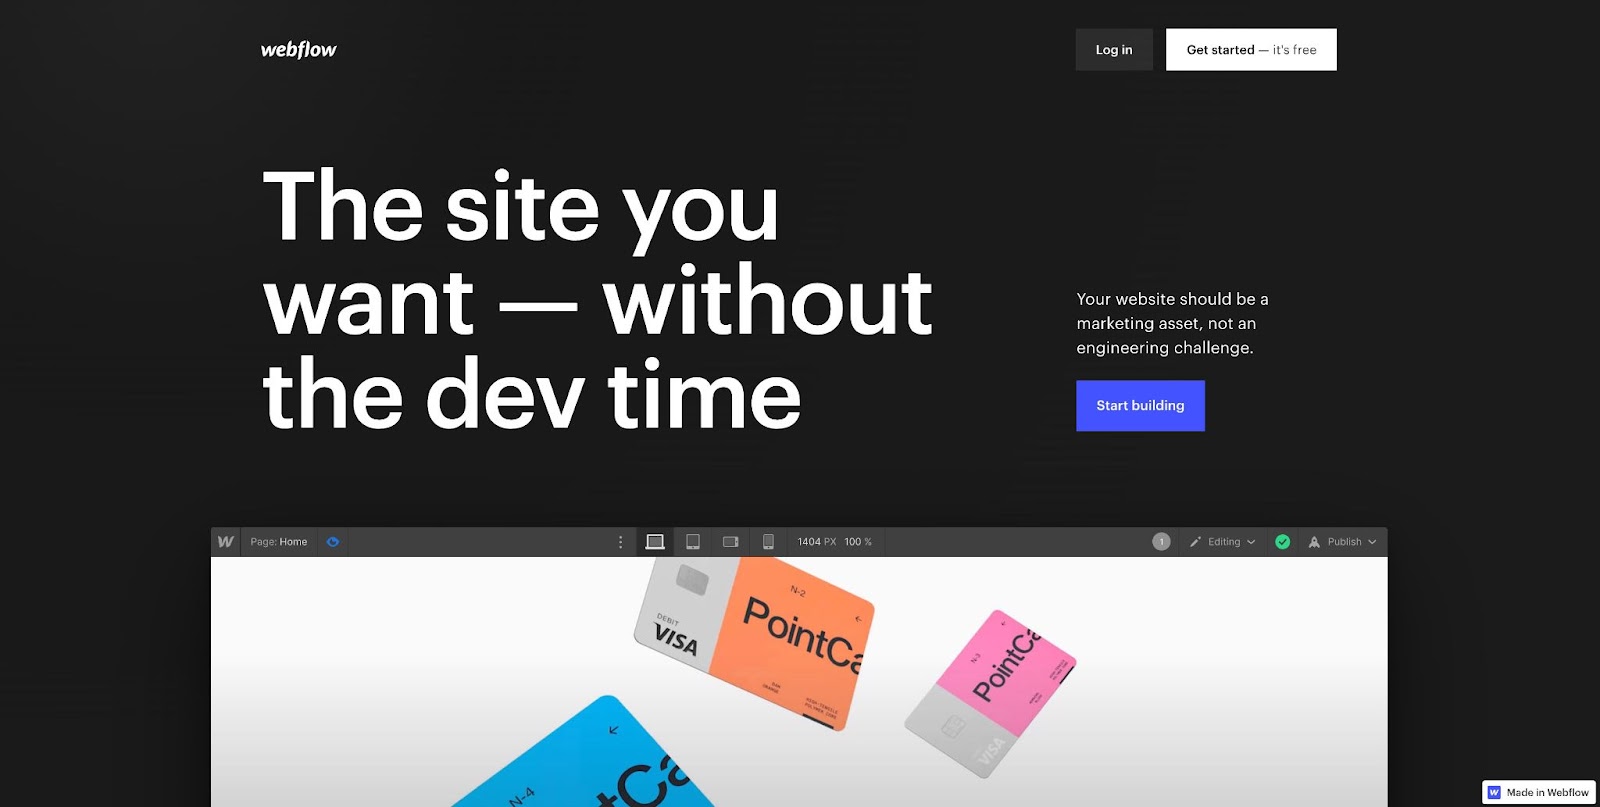 webflow
Log in
Get started — it's free
The site you
want — without
the dev time
Your website should be a
marketing asset, not an
engineering challenge.
Start building
Page: Home
1404 PX 100 %
1
Editing
Publish
N-2
PointCa
DEBIT
VISA
N-3
PointCa
VISA
N-4
ntCa
Made in Webflow